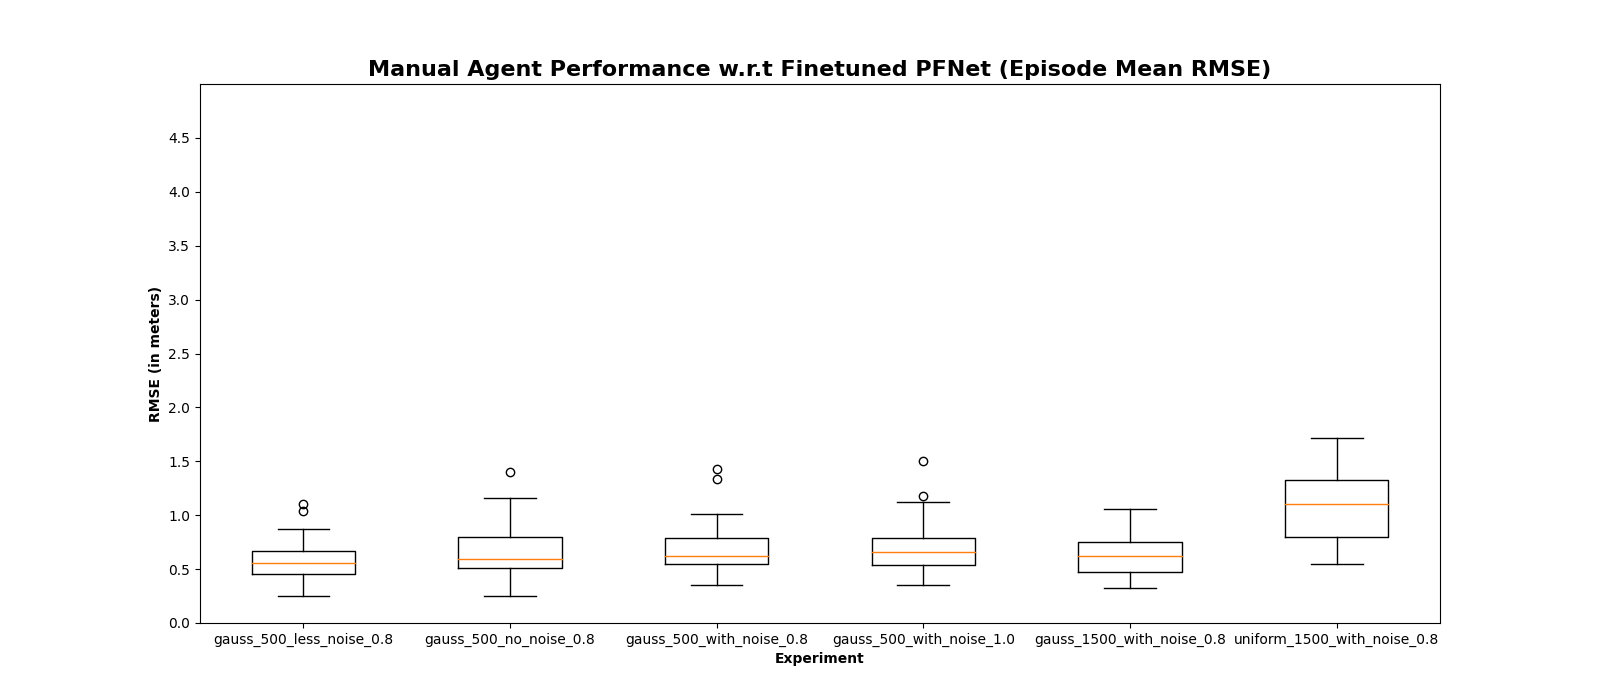 Manual Agent Performance w.r.t Finetuned PFNet (Episode Mean RMSE)
RMSE (in meters)
4.5
4.0
3.5
3.0
2.5
2.0
1.5
1.0
0.5
0.0
gauss_500_less_noise_0.8 gauss_500_no_noise_0.8 gauss_500_with_noise_0.8 gauss_500_with_noise_1.0 gauss_1500_with_noise_0.8 uniform_1500_with_noise_0.8
Experiment